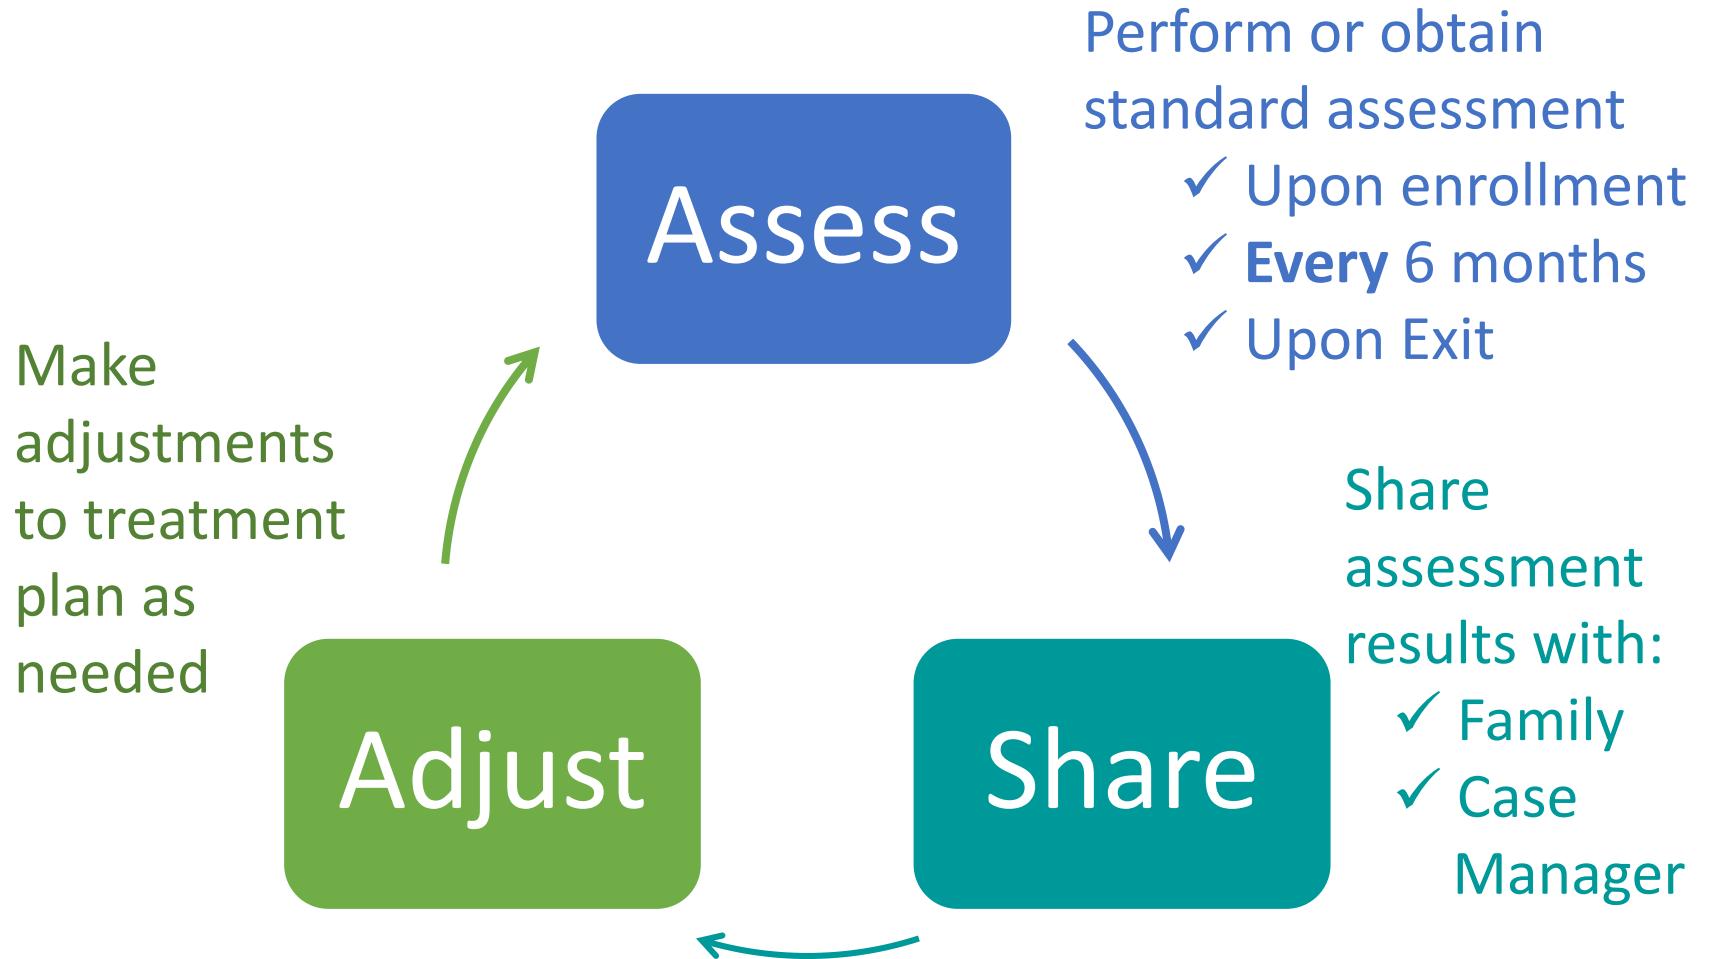 Perform or obtain
standard assessment
✓ Upon enrollment
✓ Every 6 months
✓ Upon Exit
Assess
Share
assessment
results with:
✓ Family
✓ Case
Manager
Share
Adjust
Make
adjustments
to treatment
plan as
needed